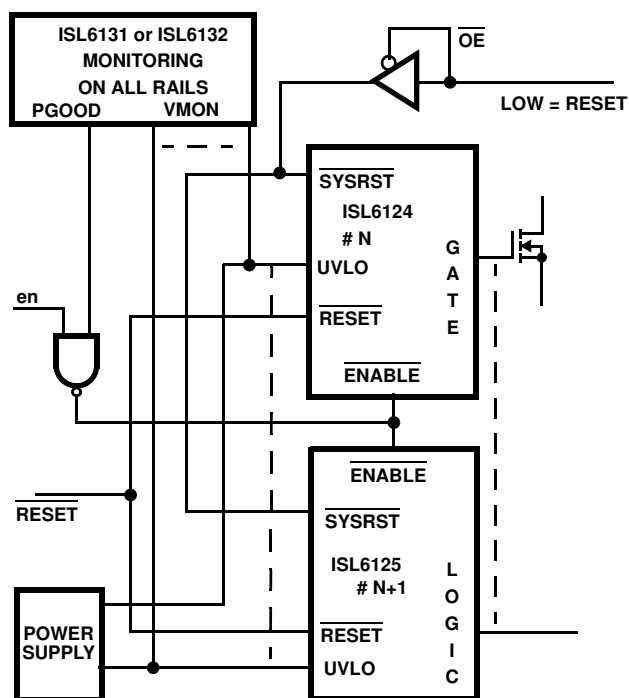 ISL6131 or ISL6132
MONITORING
ON ALL RAILS
PGOOD VMON
OE
LOW = RESET
SYSRST
ISL6124
# N
UVLO
RESET
ENABLE
G
A
T
E
en
RESET
ENABLE
SYSRST
ISL6125
# N+1
RESET
UVLO
L
O
G
I
C
POWER
SUPPLY